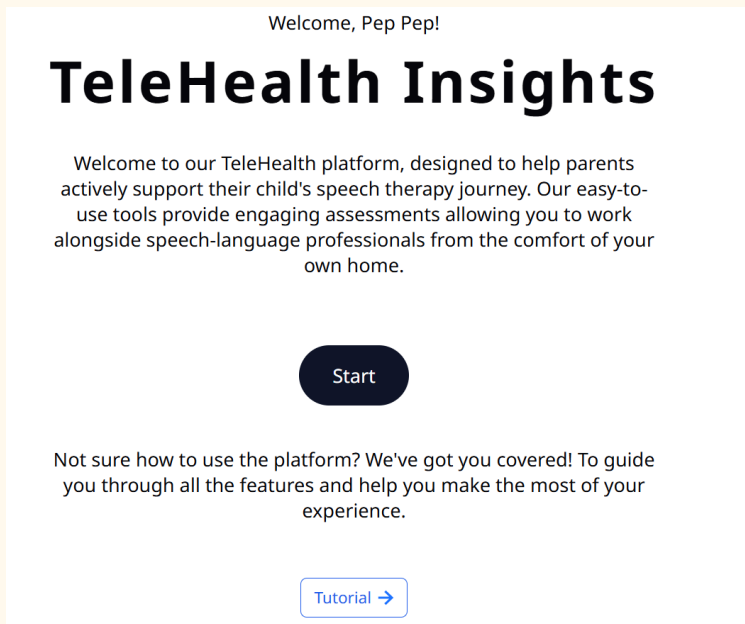 Welcome, Pep Pep!
TeleHealth Insights
Welcome to our TeleHealth platform, designed to help parents
actively support their child's speech therapy journey. Our easy-to-
use tools provide engaging assessments allowing you to work
alongside speech-language professionals from the comfort of your
own home.
Start
Not sure how to use the platform? We've got you covered! To guide
you through all the features and help you make the most of your
experience.
Tutorial →